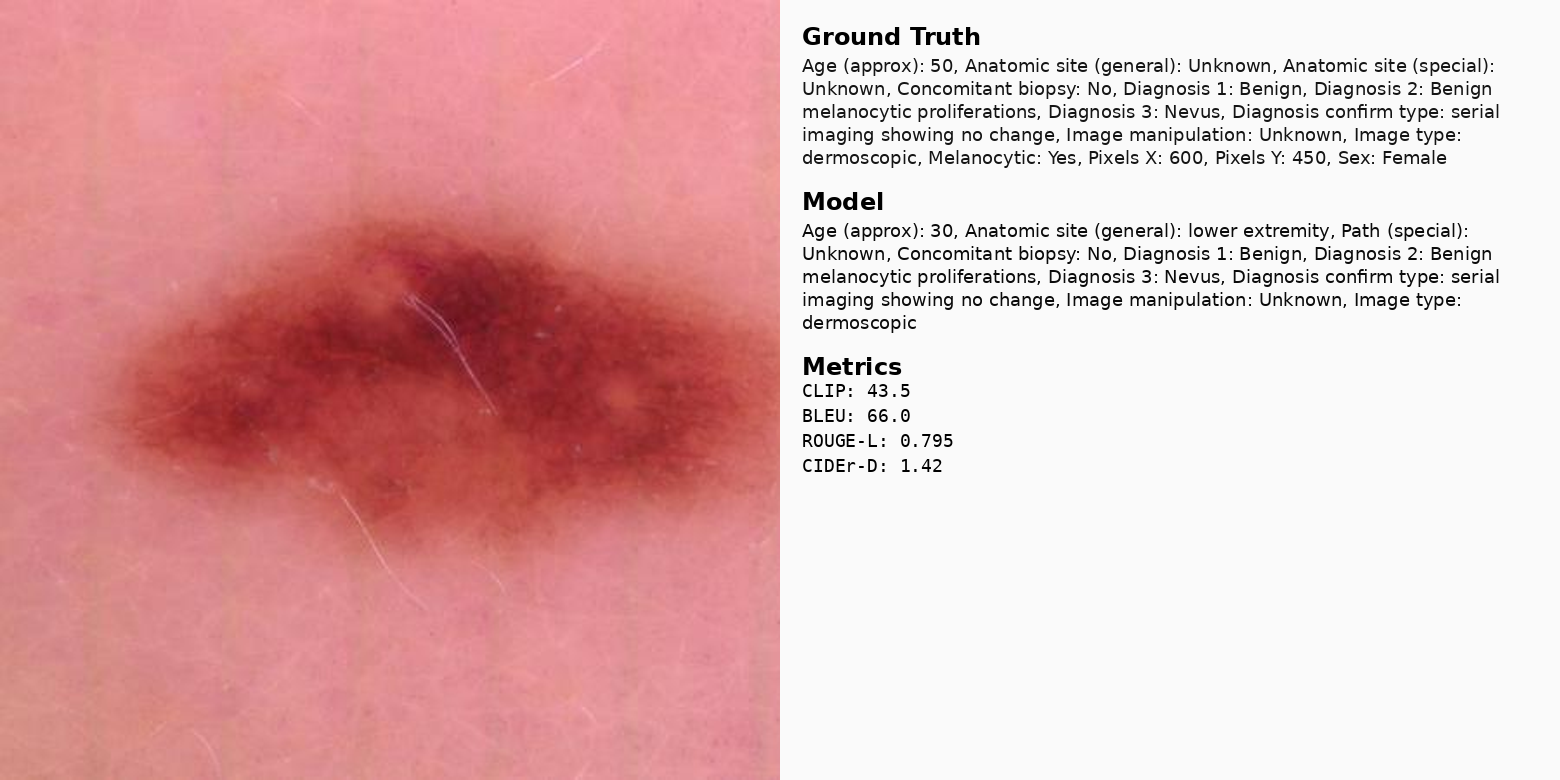 Ground Truth
Age (approx): 50, Anatomic site (general): Unknown, Anatomic site (special):
Unknown, Concomitant biopsy: No, Diagnosis 1: Benign, Diagnosis 2: Benign
melanocytic proliferations, Diagnosis 3: Nevus, Diagnosis confirm type: serial
imaging showing no change, Image manipulation: Unknown, Image type:
dermoscopic, Melanocytic: Yes, Pixels X: 600, Pixels Y: 450, Sex: Female
Model
Age (approx): 30, Anatomic site (general): lower extremity, Path (special):
Unknown, Concomitant biopsy: No, Diagnosis 1: Benign, Diagnosis 2: Benign
melanocytic proliferations, Diagnosis 3: Nevus, Diagnosis confirm type: serial
imaging showing no change, Image manipulation: Unknown, Image type:
dermoscopic
Metrics
CLIP: 43.5
BLEU: 66.0
ROUGE-L: 0.795
CIDEr-D: 1.42